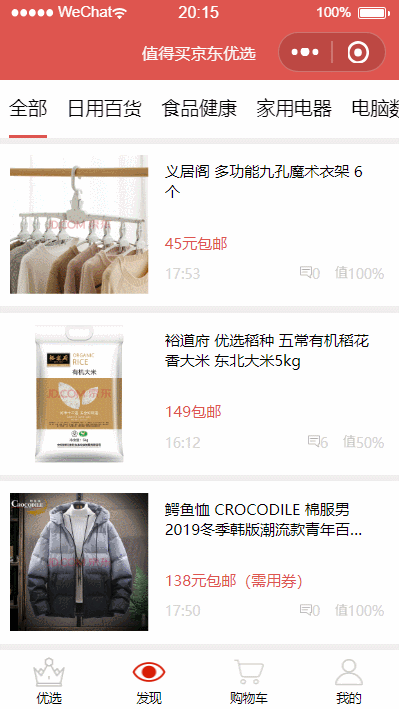 WeChat 20:15 100%
值得买京东优选
全部 日用百货 食品健康 家用电器 电脑数
义居阁 多功能九孔魔术衣架 6
个
45元包邮
17:53 0 值100%
JD.COM 京东
裕道府 优选稻种 五常有机稻花
香大米 东北大米5kg
149包邮
16:12 6 值50%
裕道府
ORGANIC
RICE
有机大米
JD.COM 京东
鳄鱼恤 CROCODILE 棉服男
2019冬季韩版潮流款青年百...
138元包邮（需用券）
17:50 0 值100%
CROCODILE
JD.COM 京东
优选 发现 购物车 我的